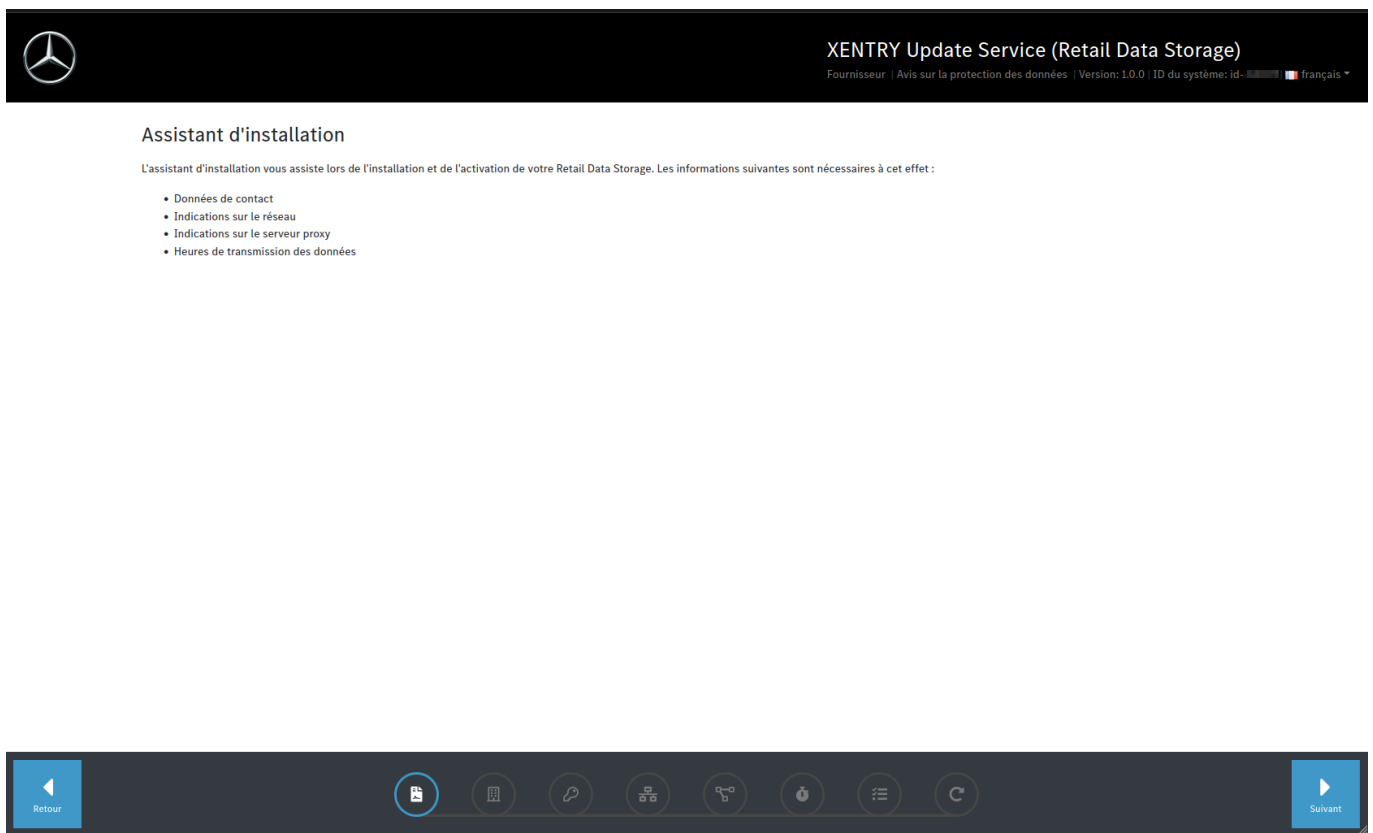 XENTRY Update Service (Retail Data Storage)
Fournisseur | Avis sur la protection des données | Version: 1.0.0 | ID du système: id- | français
Assistant d'installation
L'assistant d'installation vous assiste lors de l'installation et de l'activation de votre Retail Data Storage. Les informations suivantes sont nécessaires à cet effet :
• Données de contact
• Indications sur le réseau
• Indications sur le serveur proxy
• Heures de transmission des données
Retour
Suivant